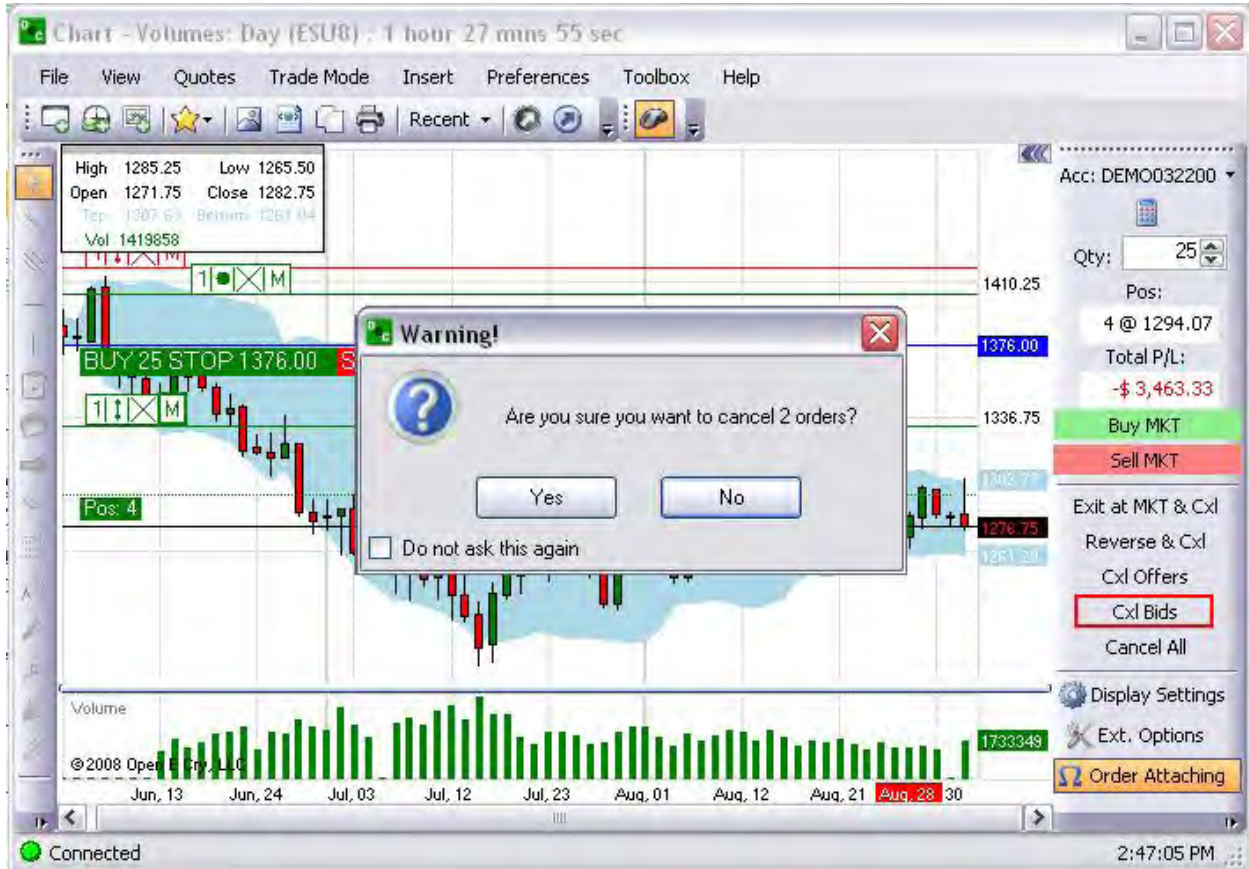 Chart - Volumes: Day (ESU8) : 1 hour 27 mins 55 sec
File View Quotes Trade Mode Insert Preferences Toolbox Help
Recent
High 1285.25 Low 1265.50
Open 1271.75 Close 1282.75
Vol 1419858
M
1 M
1410.25
1376.00
BUY 25 STOP 1376.00 S
1 M
1336.75
Pos: 4
1276.75
Warning!
Are you sure you want to cancel 2 orders?
Yes No
Do not ask this again
Acc: DEMO032200
Qty: 25
Pos:
4 @ 1294.07
Total P/L:
-$ 3,463.33
Buy MKT
Sell MKT
Exit at MKT & Cxl
Reverse & Cxl
Cxl Offers
Cxl Bids
Cancel All
Display Settings
Ext. Options
Order Attaching
Volume
1733349
©2008 Open E Cry, LLC
Jun, 13 Jun, 24 Jul, 03 Jul, 12 Jul, 23 Aug, 01 Aug, 12 Aug, 21 Aug, 28 30
Connected 2:47:05 PM